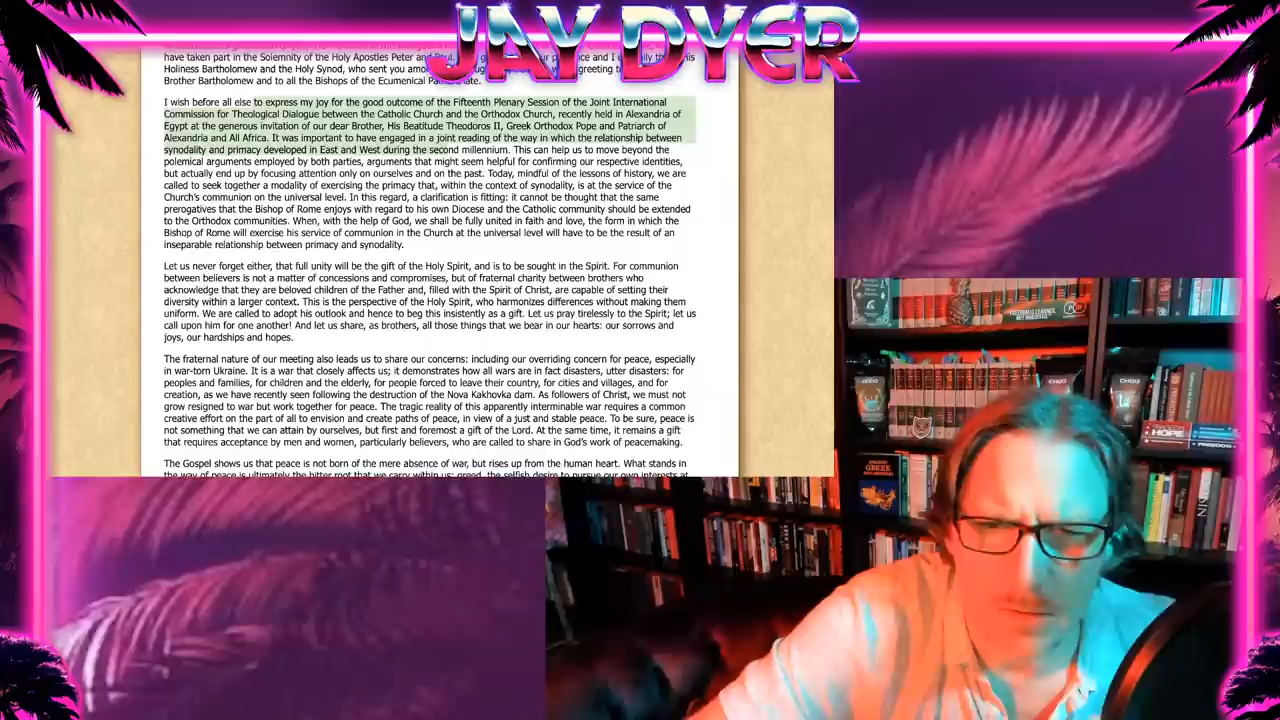 JAY DYER
have taken part in the Solemnity of the Holy Apostles Peter and
Holiness Bartholomew and the Holy Synod, who sent you
Brother Bartholomew and to all the Bishops of the Ecumenical
I wish before all else to express my joy for the good outcome of the Fifteenth Plenary Session of the Joint International
Commission for Theological Dialogue between the Catholic Church and the Orthodox Church, recently held in Alexandria of
Egypt at the generous invitation of our dear Brother, His Beatitude Theodoros II, Greek Orthodox Pope and Patriarch of
Alexandria and All Africa. It was important to have engaged in a joint reading of the way in which the relationship between
synodality and primacy developed in East and West during the second millennium. This can help us to move beyond the
polemical arguments employed by both parties, arguments that might seem helpful for confirming our respective identities,
but actually end up by focusing attention only on ourselves and on the past. Today, mindful of the lessons of history, we are
called to seek together a modality of exercising the primacy that, within the context of synodality, is at the service of the
Church's communion on the universal level. In this regard, a clarification is fitting: it cannot be thought that the same
prerogatives that the Bishop of Rome enjoys with regard to his own Diocese and the Catholic community should be extended
to the Orthodox communities. When, with the help of God, we shall be fully united in faith and love, the form in which the
Bishop of Rome will exercise his service of communion in the Church at the universal level will have to be the result of an
inseparable relationship between primacy and synodality.
Let us never forget either, that full unity will be the gift of the Holy Spirit, and is to be sought in the Spirit. For communion
between believers is not a matter of concessions and compromises, but of fraternal charity between brothers who
acknowledge that they are beloved children of the Father and, filled with the Spirit of Christ, are capable of setting their
diversity within a larger context. This is the perspective of the Holy Spirit, who harmonizes differences without making them
uniform. We are called to adopt his outlook and hence to beg this insistently as a gift. Let us pray tirelessly to the Spirit; let us
call upon him for one another! And let us share, as brothers, all those things that we bear in our hearts: our sorrows and
joys, our hardships and hopes.
The fraternal nature of our meeting also leads us to share our concerns: including our overriding concern for peace, especially
in war-torn Ukraine. It is a war that closely affects us; it demonstrates how all wars are in fact disasters, utter disasters: for
peoples and families, for children and the elderly, for people forced to leave their country, for cities and villages, and for
creation, as we have recently seen following the destruction of the Nova Kakhovka dam. As followers of Christ, we must not
grow resigned to war but work together for peace. The tragic reality of this apparently interminable war requires a common
creative effort on the part of all to envision and create paths of peace, in view of a just and stable peace. To be sure, peace is
not something that we can attain by ourselves, but first and foremost a gift of the Lord. At the same time, it remains a gift
that requires acceptance by men and women, particularly believers, who are called to share in God's work of peacemaking.
The Gospel shows us that peace is not born of the mere absence of war, but rises up from the human heart. What stands in
the way of peace is ultimately the bitter root that we carry within us: greed, the selfish desire to pursue our own interests at
CHOQ
GREEK
HOPE